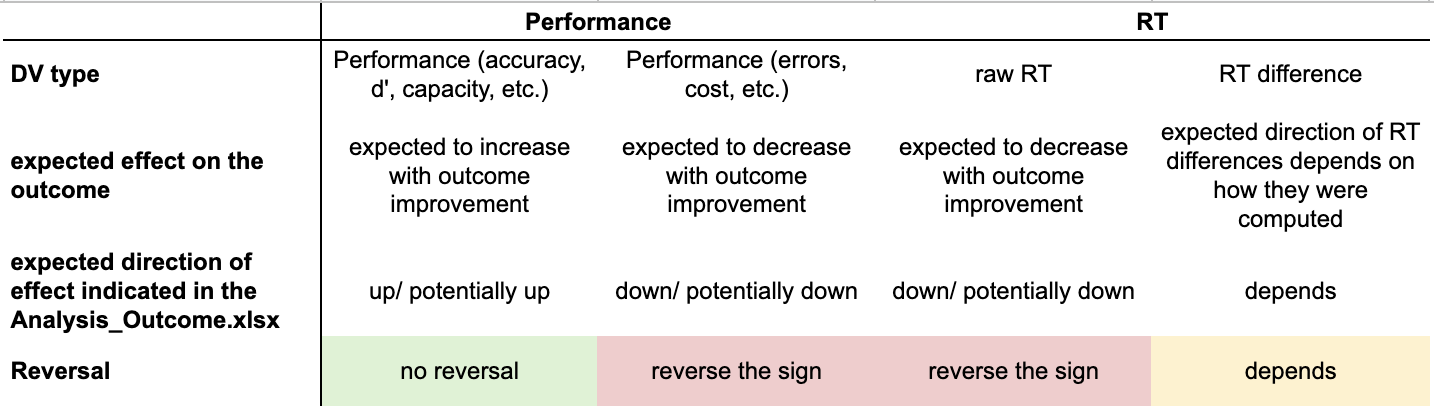 Performance RT
DV type
Performance (accuracy,
d', capacity, etc.)
Performance (errors,
cost, etc.)
raw RT
RT difference
expected effect on the
outcome
expected to increase
with outcome
improvement
expected to decrease
with outcome
improvement
expected to decrease
with outcome
improvement
expected direction of RT
differences depends on
how they were
computed
expected direction of
effect indicated in the
Analysis_Outcome.xlsx
up/ potentially up
down/ potentially down
down/ potentially down
depends
Reversal
no reversal
reverse the sign
reverse the sign
depends